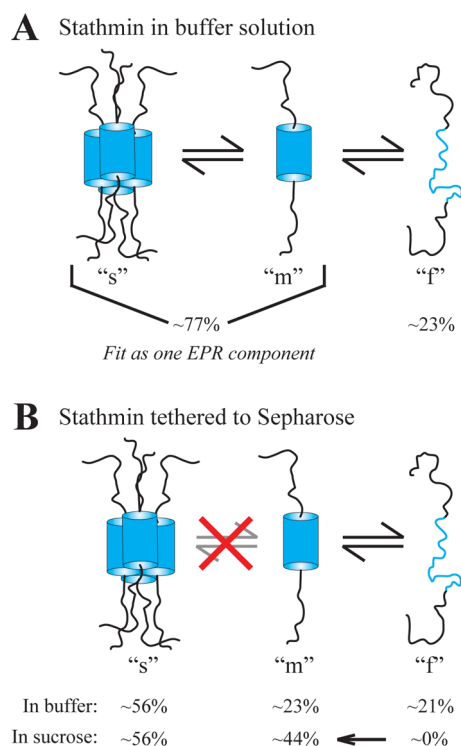 A Stathmin in buffer solution
“s” “m” “f”
~77% ~23%
Fit as one EPR component
B Stathmin tethered to Sepharose
“s” “m” “f”
In buffer: ~56% ~23% ~21%
In sucrose: ~56% ~44% ~0%